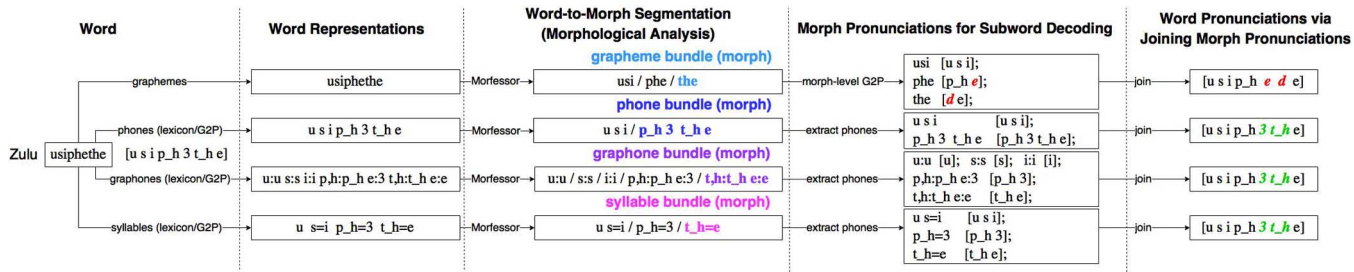 Word
Word Representations
Word-to-Morph Segmentation
(Morphological Analysis)
Morph Pronunciations for Subword Decoding
Word Pronunciations via
Joining Morph Pronunciations
grapheme bundle (morph)
graphemes
usiphethe
Morfessor
usi / phe / the
morph-level G2P
usi [u s i];
phe [p_h e];
the [d e];
join
[u s i p_h e d e]
phone bundle (morph)
Zulu
usiphethe
phones (lexicon/G2P)
[u s i p_h 3 t_h e]
u s i p_h 3 t_h e
Morfessor
u s i / p_h 3 t_h e
extract phones
u s i [u s i];
p_h 3 t_h e [p_h 3 t_h e];
join
[u s i p_h 3 t_h e]
graphone bundle (morph)
graphones (lexicon/G2P)
u:u s:s i:i p,h:p_h e:3 t,h:t_h e:e
Morfessor
u:u / s:s / i:i / p,h:p_h e:3 / t,h:t_h e:e
extract phones
u:u [u]; s:s [s]; i:i [i];
p,h:p_h e:3 [p_h 3];
t,h:t_h e:e [t_h e];
join
[u s i p_h 3 t_h e]
syllable bundle (morph)
syllables (lexicon/G2P)
u s=i p_h=3 t_h=e
Morfessor
u s=i / p_h=3 / t_h=e
extract phones
u s=i [u s i];
p_h=3 [p_h 3];
t_h=e [t_h e];
join
[u s i p_h 3 t_h e]